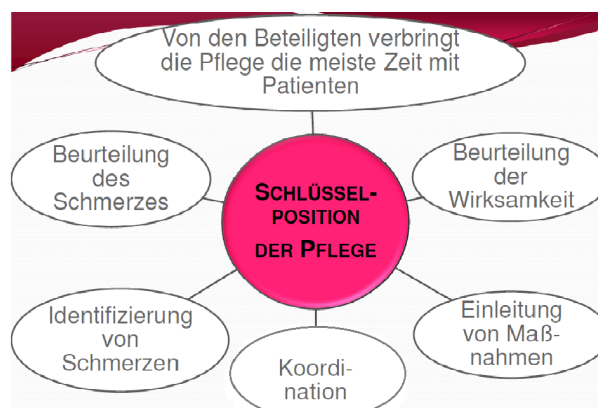 Von den Beteiligten verbringt
die Pflege die meiste Zeit mit
Patienten
Beurteilung
des
Schmerzes
Beurteilung
der
Wirksamkeit
SCHLÜSSEL-
POSITION
DER PFLEGE
Identifizierung
von
Schmerzen
Einleitung
von Maß-
nahmen
Koordi-
nation